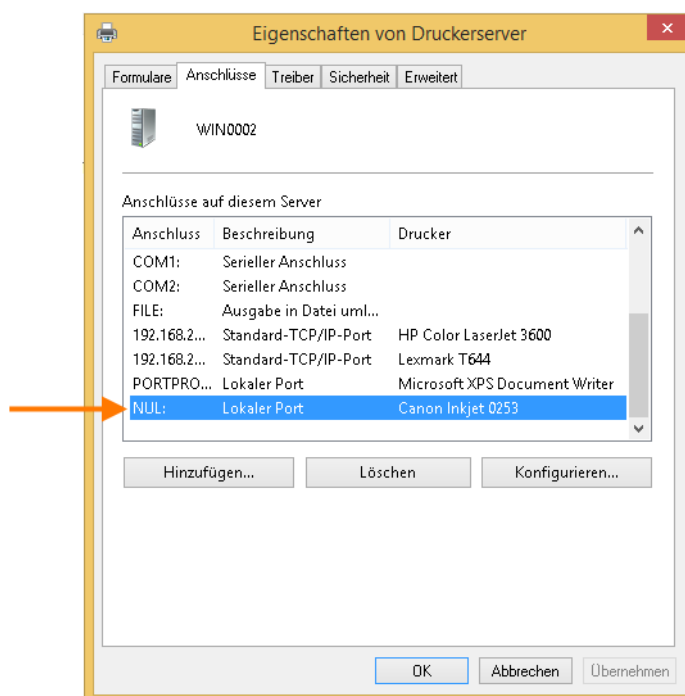 Eigenschaften von Druckerserver
Formulare Anschlüsse Treiber Sicherheit Erweitert
WIN0002
Anschlüsse auf diesem Server
Anschluss Beschreibung Drucker
COM1: Serieller Anschluss
COM2: Serieller Anschluss
FILE: Ausgabe in Datei uml...
192.168.2... Standard-TCP/IP-Port HP Color LaserJet 3600
192.168.2... Standard-TCP/IP-Port Lexmark T644
PORTPRO... Lokaler Port Microsoft XPS Document Writer
NUL: Lokaler Port Canon Inkjet 0253
Hinzufügen... Löschen Konfigurieren...
OK Abbrechen Übernehmen